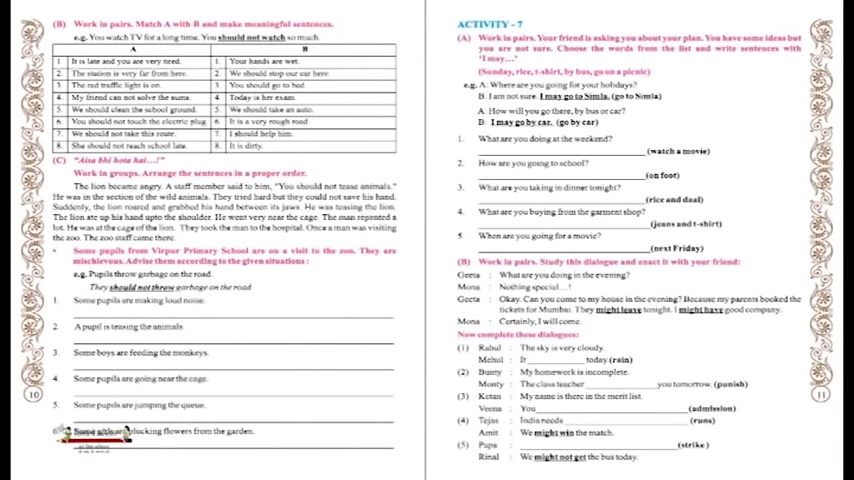 (B) Work in pairs. Match A with B and make meaningful sentences.
e.g. You watch TV for a long time. You should not watch so much.
A B
1 It is late and you are very tired. 1. Your hands are wet.
2. The station is very far from here. 2. We should stop our car here.
3 The red traffic light is on. 3. You should go to bed
4. My friend can not solve the sums. 4. Today is her exam.
5. We should clean the school ground. 5. We should take an auto.
6. You should not touch the electric plug. 6. It is a very rough road
7. We should not take this route. 7. I should help him.
8. She should not reach school late. 8. It is dirty.
(C) "Aisa bhi hota hai...!"
Work in groups. Arrange the sentences in a proper order.
The lion became angry. A staff member said to him, "You should not tease animals."
He was in the section of the wild animals. They tried hard but they could not save his hand.
Suddenly, the lion roared and grabbed his hand between its jaws. He was teasing the lion.
The lion ate up his hand upto the shoulder. He went very near the cage. The man repented a
lot. He was at the cage of the lion. They took the man to the hospital. Once a man was visiting
the zoo. The zoo staff came there.
• Some pupils from Virpur Primary School are on a visit to the zoo. They are
mischievous. Advise them according to the given situations :
e.g. Pupils throw garbage on the road
They should not throw garbage on the road
1. Some pupils are making loud noise.
2. A pupil is teasing the animals.
3. Some boys are feeding the monkeys.
4. Some pupils are going near the cage.
5. Some pupils are jumping the queue.
6. Some girls are plucking flowers from the garden.
10
ACTIVITY - 7
(A) Work in pairs. Your friend is asking you about your plan. You have some ideas but
you are not sure. Choose the words from the list and write sentences with
"I may..."
(Sunday, rice, t-shirt, by bus, go on a picnic)
e.g. A: Where are you going for your holidays?
B. I am not sure. I may go to Simla. (go to Simla)
A: How will you go there, by bus or car?
B: I may go by car. (go by car)
1. What are you doing at the weekend?
(watch a movie)
2. How are you going to school?
(on foot)
3. What are you taking in dinner tonight?
(rice and daal)
4. What are you buying from the garment shop?
(jeans and t-shirt)
5. When are you going for a movie?
(next Friday)
(B) Work in pairs. Study this dialogue and enact it with your friend:
Geeta : What are you doing in the evening?
Mona : Nothing special...!
Geeta : Okay. Can you come to my house in the evening? Because my parents booked the
tickets for Mumbai. They might leave tonight. I might have good company.
Mona : Certainly, I will come.
Now complete these dialogues:
(1) Rahul : The sky is very cloudy.
Mehul : It ____________ today (rain)
(2) Bunty : My homework is incomplete.
Monty : The class teacher ____________ you tomorrow. (punish)
(3) Ketan : My name is there in the merit list.
Veena : You____________ (admission)
(4) Tejas : India needs ____________ (runs)
Amit : We might win the match.
(5) Pupa : ____________ (strike)
Rinal : We might not get the bus today.
11